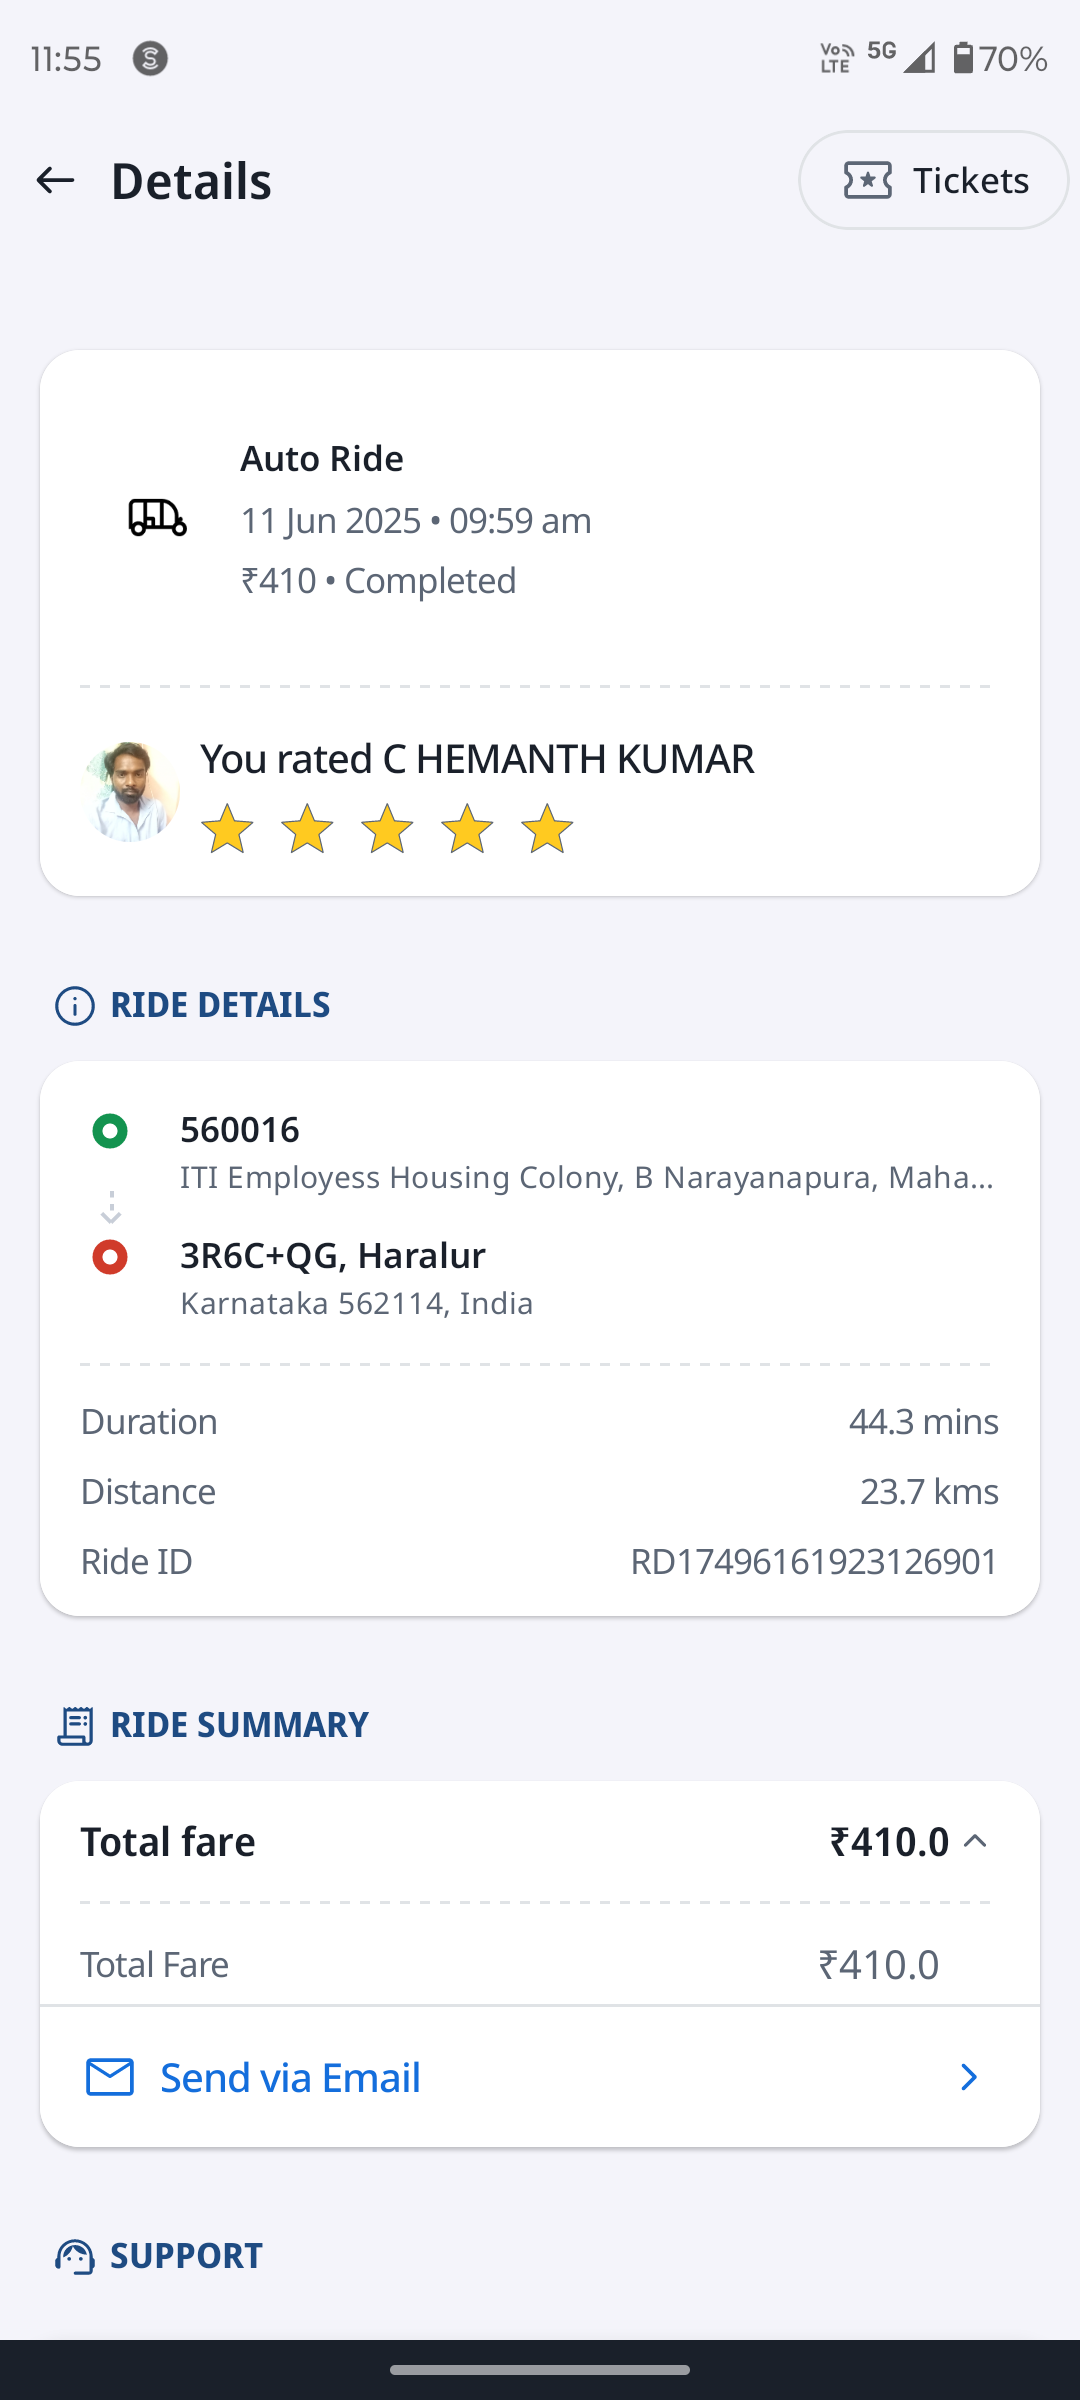 11:55
Vo LTE 5G 70%
Details
Tickets
Auto Ride
11 Jun 2025 • 09:59 am
₹410 • Completed
You rated C HEMANTH KUMAR
RIDE DETAILS
560016
ITI Employess Housing Colony, B Narayanapura, Maha...
3R6C+QG, Haralur
Karnataka 562114, India
Duration 44.3 mins
Distance 23.7 kms
Ride ID RD17496161923126901
RIDE SUMMARY
Total fare ₹410.0
Total Fare ₹410.0
Send via Email
SUPPORT